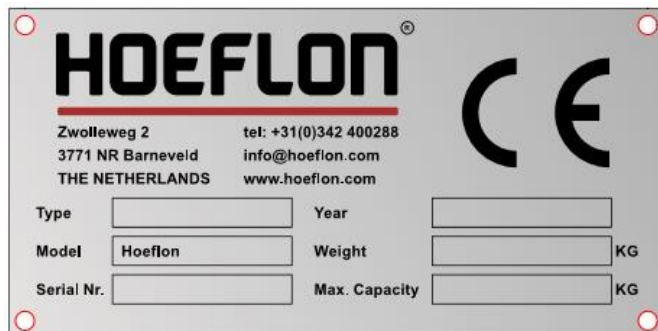 HOEFLON®
CE
Zwolleweg 2 tel: +31(0)342 400288
3771 NR Barneveld info@hoeflon.com
THE NETHERLANDS www.hoeflon.com
Type Year
Model Hoeflon Weight KG
Serial Nr. Max. Capacity KG